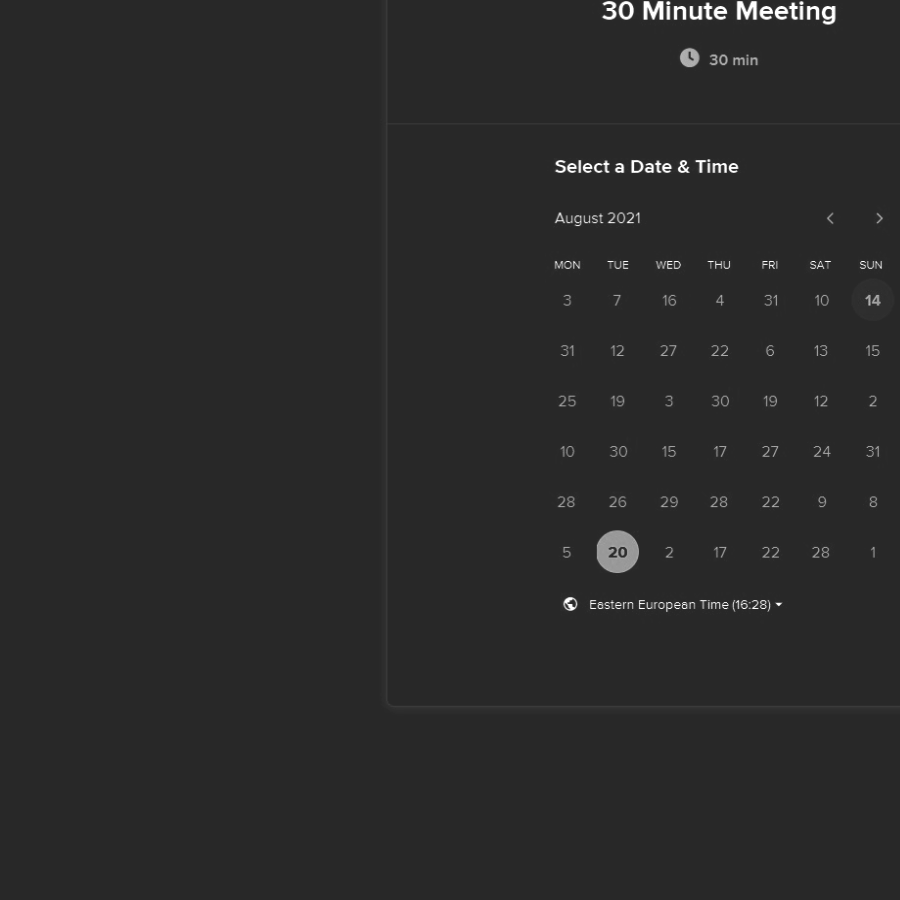 30 Minute Meeting
30 min
Select a Date & Time
August 2021
MON TUE WED THU FRI SAT SUN
3 7 16 4 31 10 14
31 12 27 22 6 13 15
25 19 3 30 19 12 2
10 30 15 17 27 24 31
28 26 29 28 22 9 8
5 20 2 17 22 28 1
Eastern European Time (16:28)